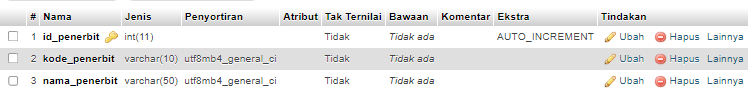 # Nama Jenis Penyortiran Atribut Tak Ternilai Bawaan Komentar Ekstra Tindakan
1 id_penerbit int(11) Tidak Tidak ada AUTO_INCREMENT Ubah Hapus Lainnya
2 kode_penerbit varchar(10) utf8mb4_general_ci Tidak Tidak ada Ubah Hapus Lainnya
3 nama_penerbit varchar(50) utf8mb4_general_ci Tidak Tidak ada Ubah Hapus Lainnya